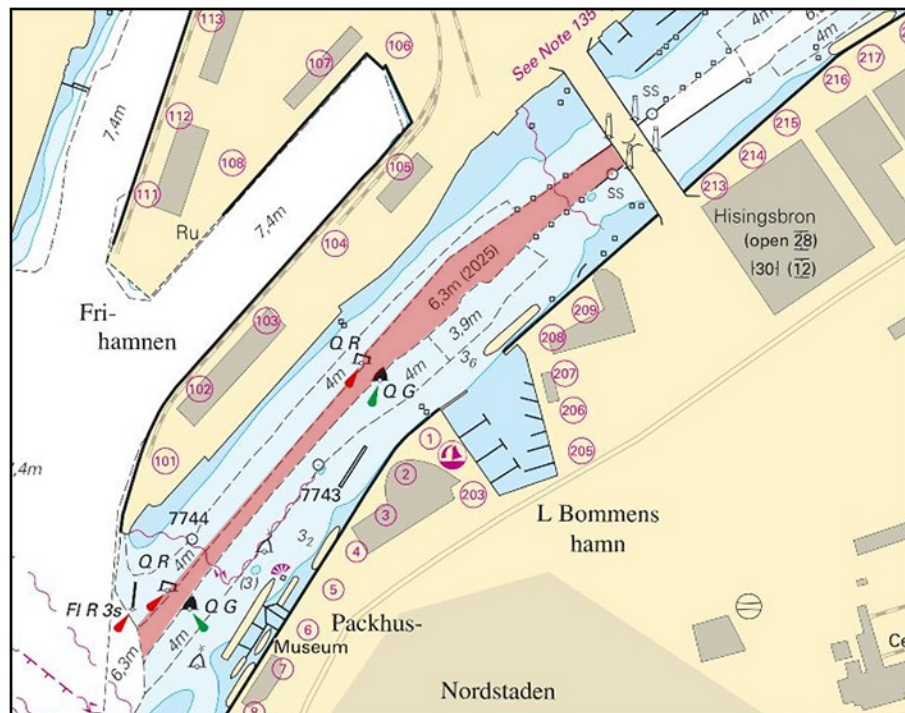 113
106
107
See Note 135
4m
4m
217
216
215
214
213
SS
7,4m
112
108
111
105
7,4m
Ru
104
SS
Hisingsbron
(open 28)
(12)
6,3m (2025)
Fri-
hamnen
103
Q R
3,9m
209
208
3₆
4m
4m
Q G
102
207
206
205
101
,4m
1
2
203
7743
3
L Bommens
hamn
7744
3₂
4
4m
(3)
Q R
Fl R 3s
Q G
5
4m
6
Packhus-
Museum
6,3m
7
Nordstaden
8
Ce